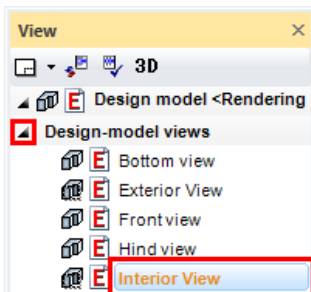 View
3D
E Design model <Rendering
Design-model views
E Bottom view
E Exterior View
E Front view
E Hind view
E Interior View